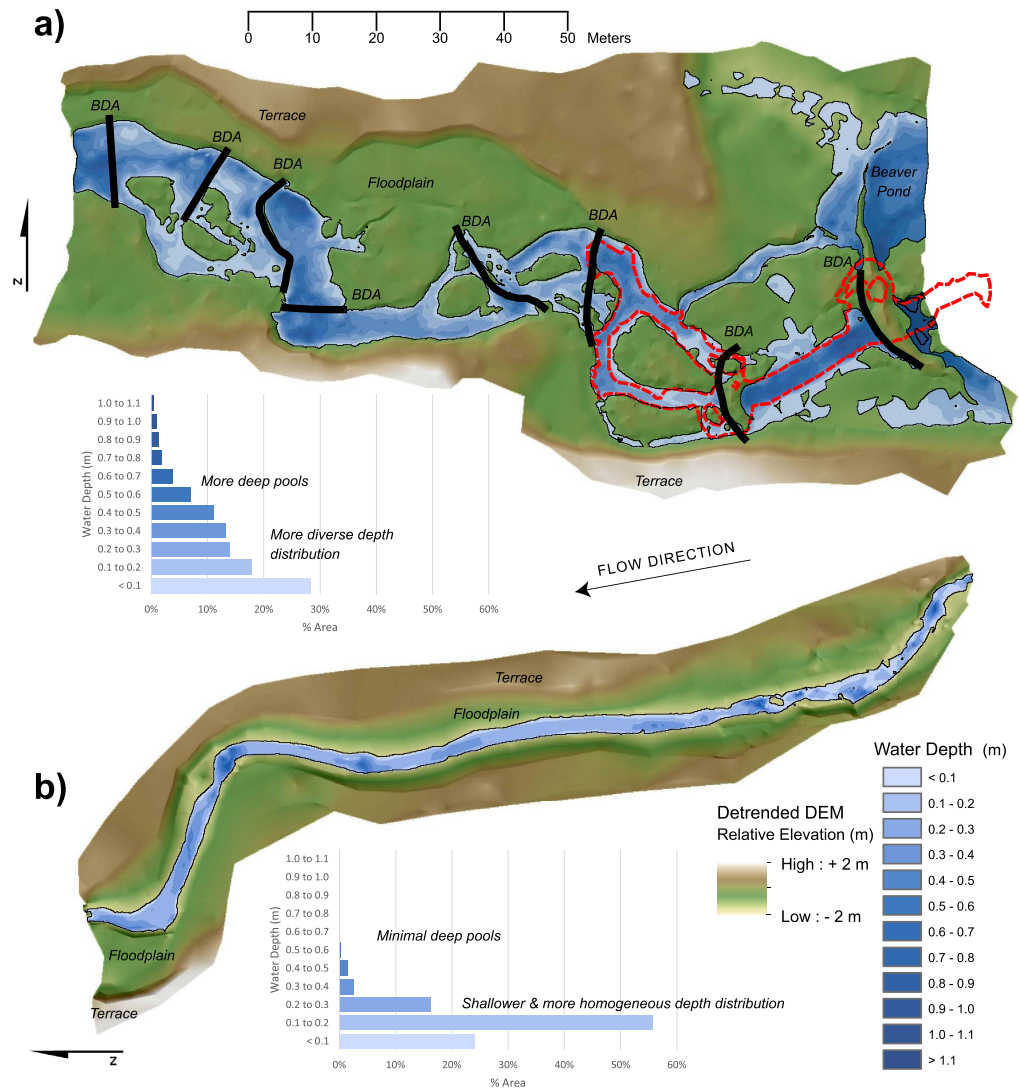 a)
0 10 20 30 40 50 Meters
BDA
BDA
BDA
Terrace
Floodplain
BDA
BDA
BDA
BDA
BDA
Beaver
Pond
Terrace
z
Water Depth (m)
1.0 to 1.1
0.9 to 1.0
0.8 to 0.9
0.7 to 0.8
0.6 to 0.7
0.5 to 0.6
0.4 to 0.5
0.3 to 0.4
0.2 to 0.3
0.1 to 0.2
< 0.1
More deep pools
More diverse depth
distribution
0% 10% 20% 30% 40% 50% 60%
% Area
FLOW DIRECTION
b)
Terrace
Floodplain
Floodplain
Terrace
z
Water Depth (m)
1.0 to 1.1
0.9 to 1.0
0.8 to 0.9
0.7 to 0.8
0.6 to 0.7
0.5 to 0.6
0.4 to 0.5
0.3 to 0.4
0.2 to 0.3
0.1 to 0.2
< 0.1
Minimal deep pools
Shallower & more homogeneous depth distribution
0% 10% 20% 30% 40% 50% 60%
% Area
Detrended DEM
Relative Elevation (m)
High : + 2 m
Low : - 2 m
Water Depth (m)
< 0.1
0.1 - 0.2
0.2 - 0.3
0.3 - 0.4
0.4 - 0.5
0.5 - 0.6
0.6 - 0.7
0.7 - 0.8
0.8 - 0.9
0.9 - 1.0
1.0 - 1.1
> 1.1